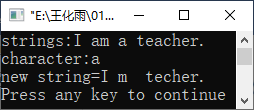 "E:\王化雨\01...
strings:I am a teacher.
character:a
new string=I m  techer.
Press any key to continue